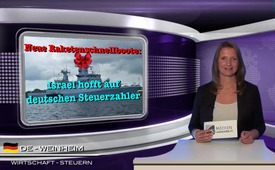 Neue Raketenschnellboote:
Israel hofft auf
deutschen Steuerzahler
DE - WEINHEIM
WIRTSCHAFT - STEUERN